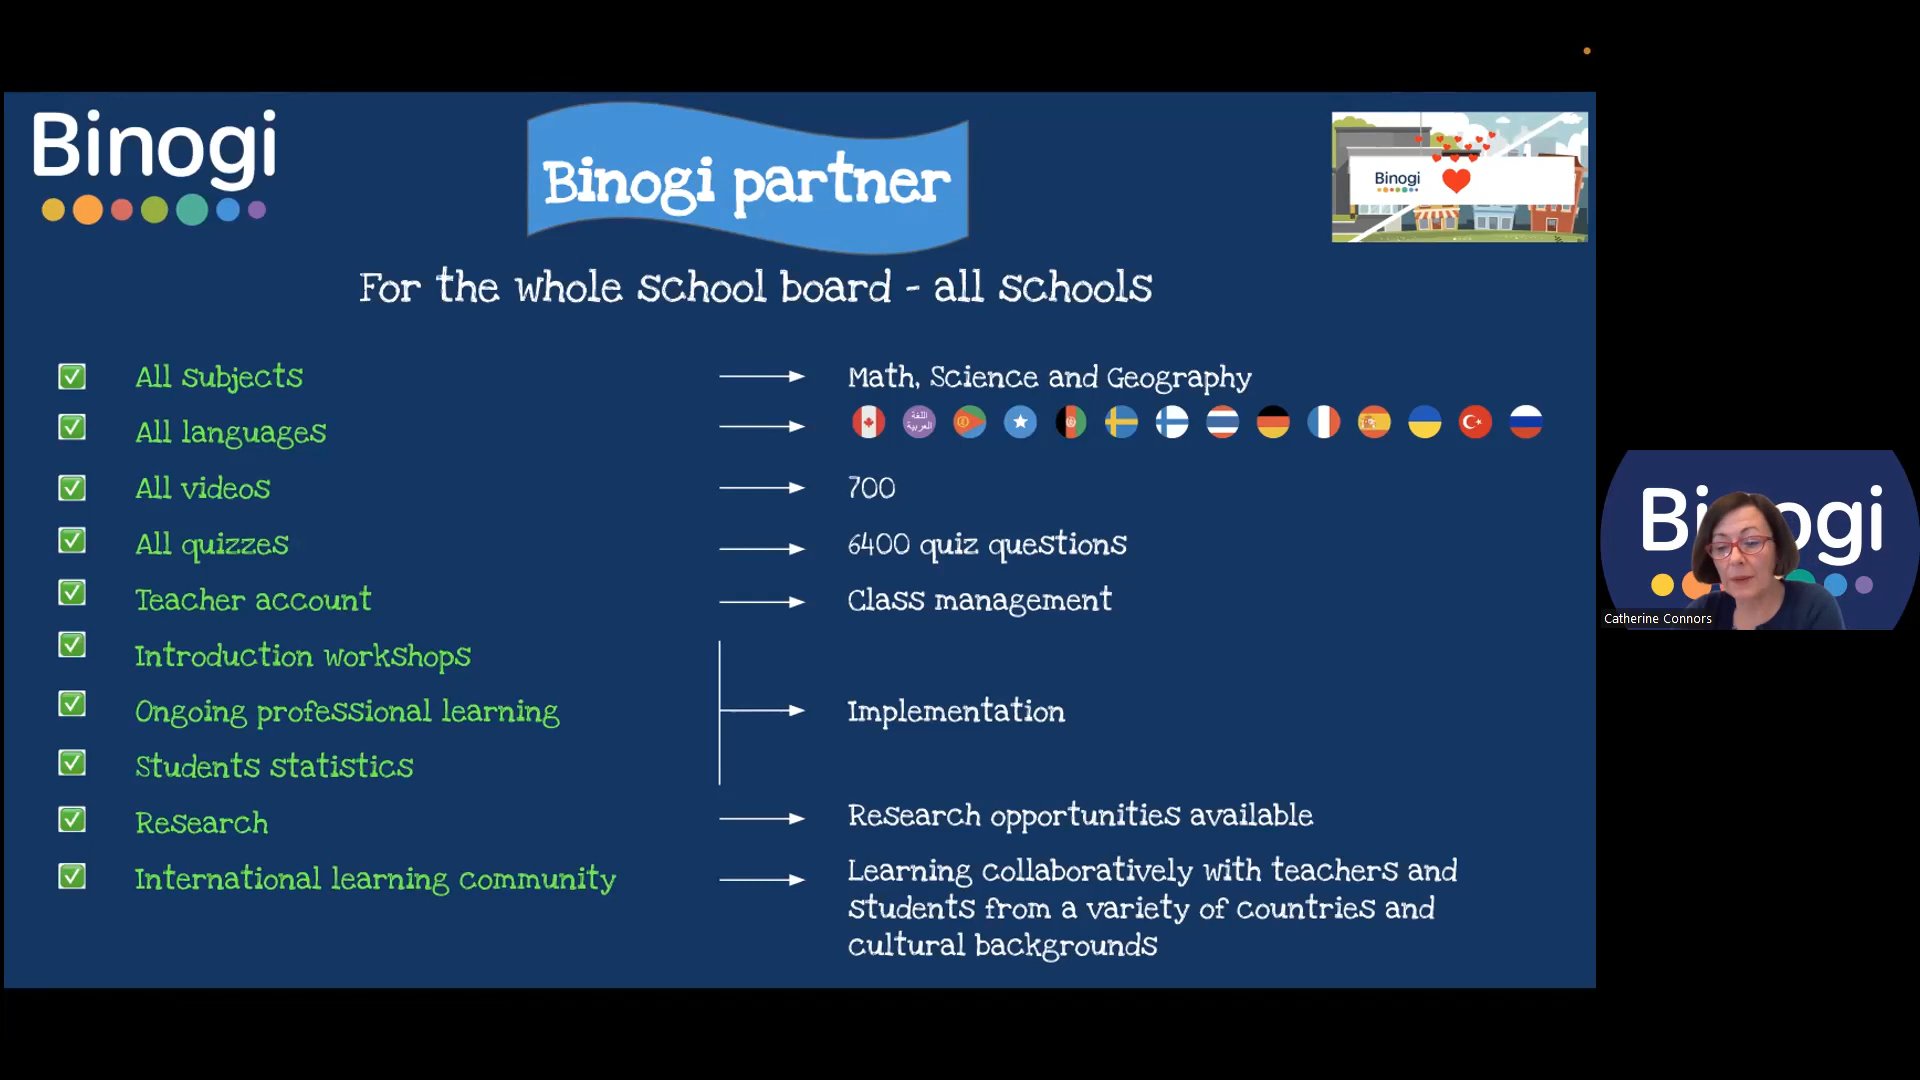 Binogi
Binogi partner
Binogi
For the whole school board - all schools
All subjects
Math, Science and Geography
All languages
اللغة
العربية
All videos
700
All quizzes
6400 quiz questions
Teacher account
Class management
Introduction workshops
Ongoing professional learning
Implementation
Students statistics
Research
Research opportunities available
International learning community
Learning collaboratively with teachers and
students from a variety of countries and
cultural backgrounds
Binogi
Catherine Connors